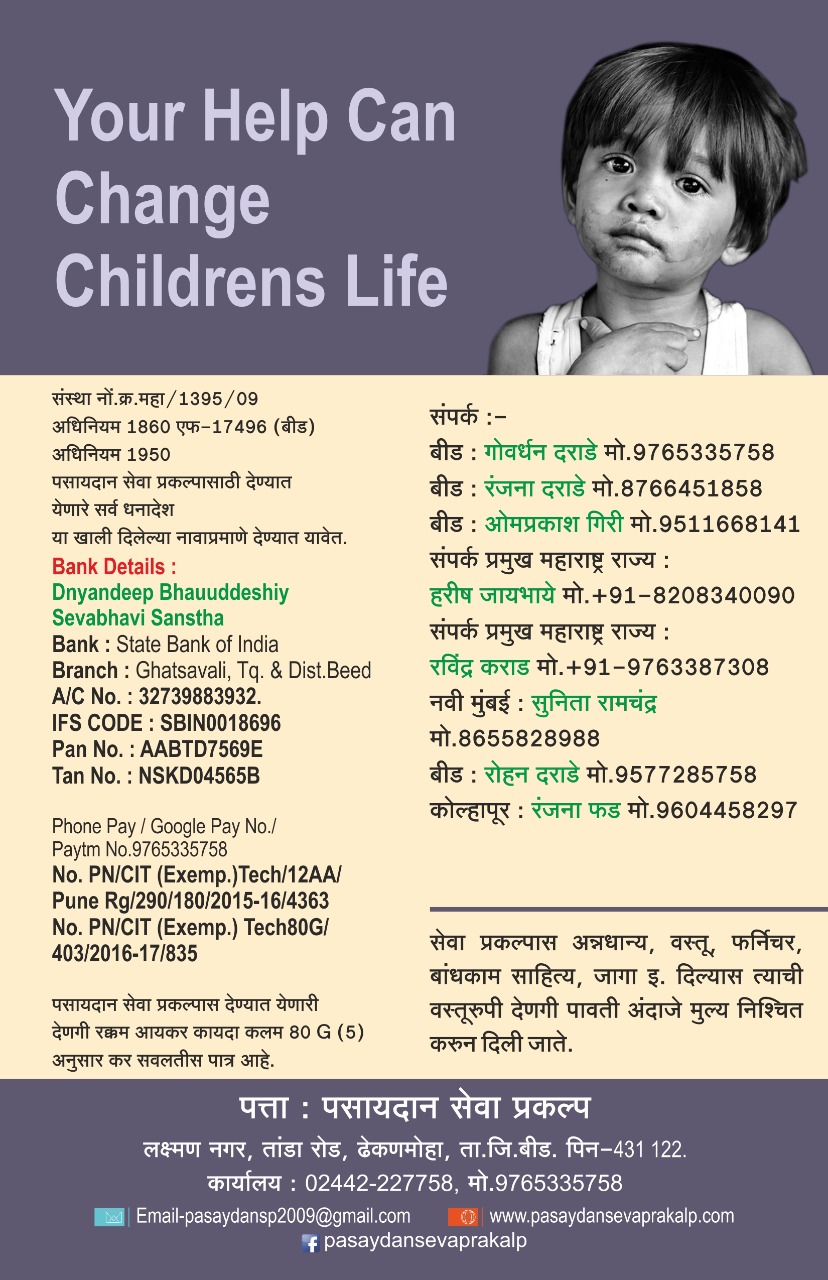 Your Help Can
Change
Childrens Life
संस्था नों.क्र.महा/1395/09
अधिनियम 1860 एफ-17496 (बीड)
अधिनियम 1950
पसायदान सेवा प्रकल्पासाठी देण्यात
येणारे सर्व धनादेश
या खाली दिलेल्या नावाप्रमाणे देण्यात यावेत.
Bank Details :
Dnyandeep Bhauuddeshiy
Sevabhavi Sanstha
Bank : State Bank of India
Branch : Ghatsavali, Tq. & Dist.Beed
A/C No. : 32739883932.
IFS CODE : SBIN0018696
Pan No. : AABTD7569E
Tan No. : NSKD04565B
Phone Pay / Google Pay No./
Paytm No.9765335758
No. PN/CIT (Exemp.)Tech/12AA/
Pune Rg/290/180/2015-16/4363
No. PN/CIT (Exemp.) Tech80G/
403/2016-17/835
पसायदान सेवा प्रकल्पास देण्यात येणारी
देणगी रक्कम आयकर कायदा कलम 80 G (5)
अनुसार कर सवलतीस पात्र आहे.
संपर्क :-
बीड : गोवर्धन दराडे मो.9765335758
बीड : रंजना दराडे मो.8766451858
बीड : ओमप्रकाश गिरी मो.9511668141
संपर्क प्रमुख महाराष्ट्र राज्य :
हरीष जायभाये मो.+91-8208340090
संपर्क प्रमुख महाराष्ट्र राज्य :
रविंद्र कराड मो.+91-9763387308
नवी मुंबई : सुनिता रामचंद्र
मो.8655828988
बीड : रोहन दराडे मो.9577285758
कोल्हापूर : रंजना फड मो.9604458297
सेवा प्रकल्पास अन्नधान्य, वस्तू, फर्निचर,
बांधकाम साहित्य, जागा इ. दिल्यास त्याची
वस्तूरुपी देणगी पावती अंदाजे मुल्य निश्चित
करुन दिली जाते.
पत्ता : पसायदान सेवा प्रकल्प
लक्ष्मण नगर, तांडा रोड, ढेकणमोहा, ता.जि.बीड. पिन-431 122.
कार्यालय : 02442-227758, मो.9765335758
Email-pasaydansp2009@gmail.com www.pasaydansevaprakalp.com
pasaydansevaprakalp